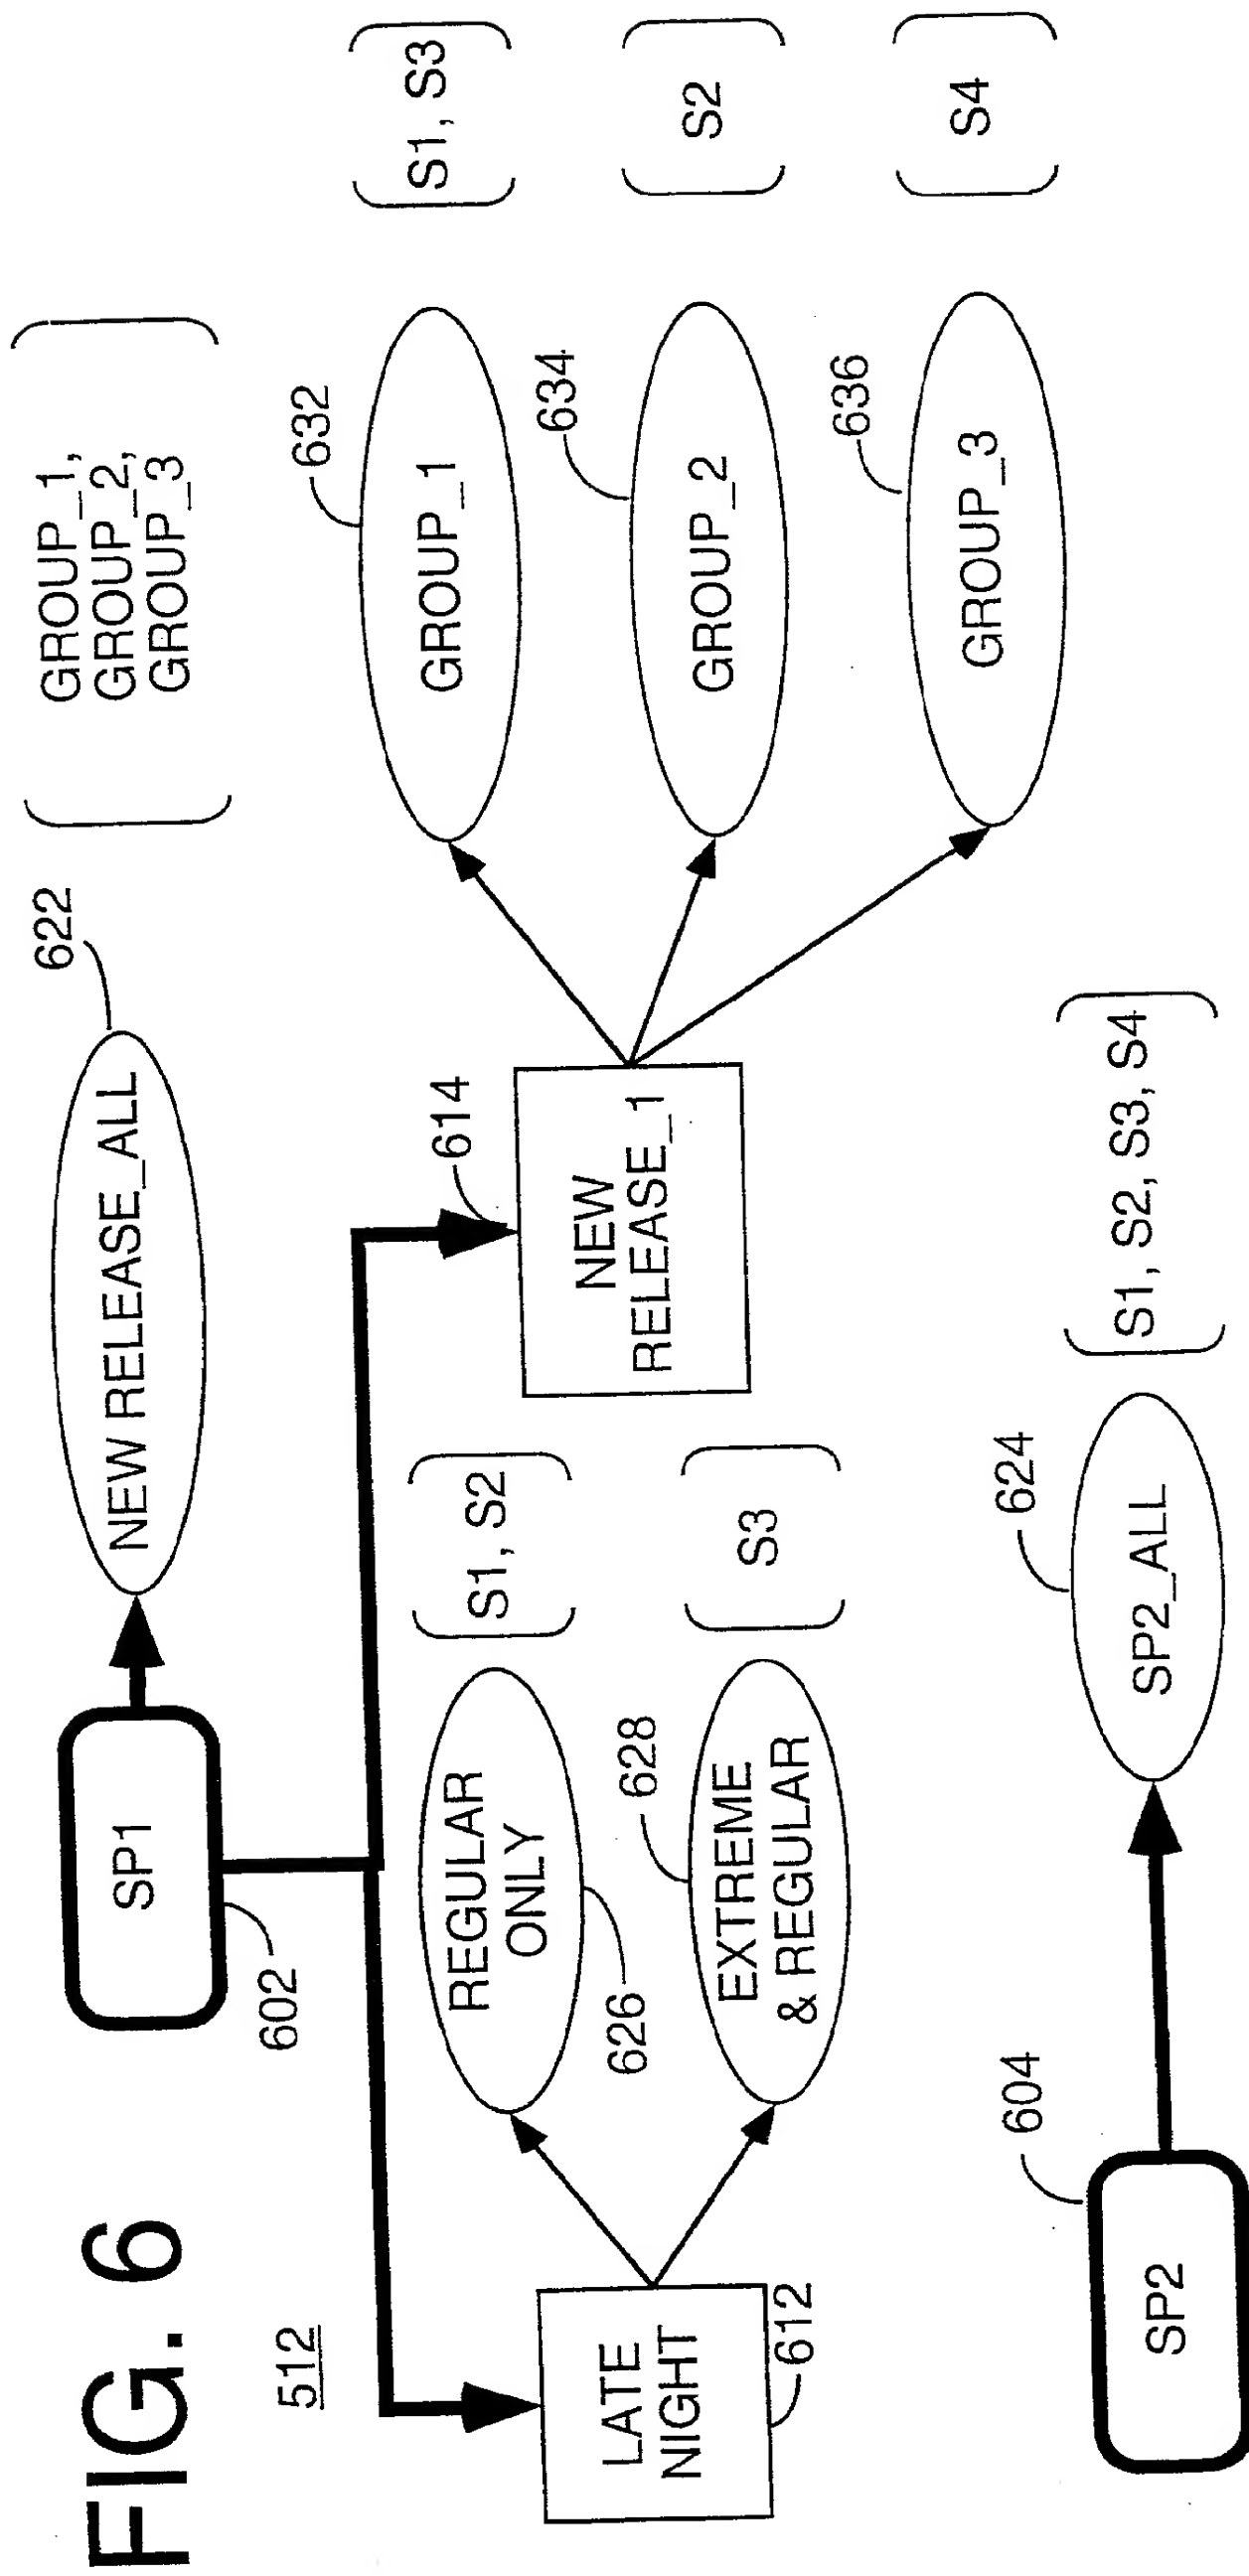 FIG. 6
512
SP1
602
NEW RELEASE_ALL
622
GROUP_1,
GROUP_2,
GROUP_3
LATE
NIGHT
612
REGULAR
ONLY
626
S1, S2
EXTREME
& REGULAR
628
S3
NEW
RELEASE_1
614
GROUP_1
632
S1, S3
GROUP_2
634
S2
GROUP_3
636
S4
SP2
604
SP2_ALL
624
S1, S2, S3, S4